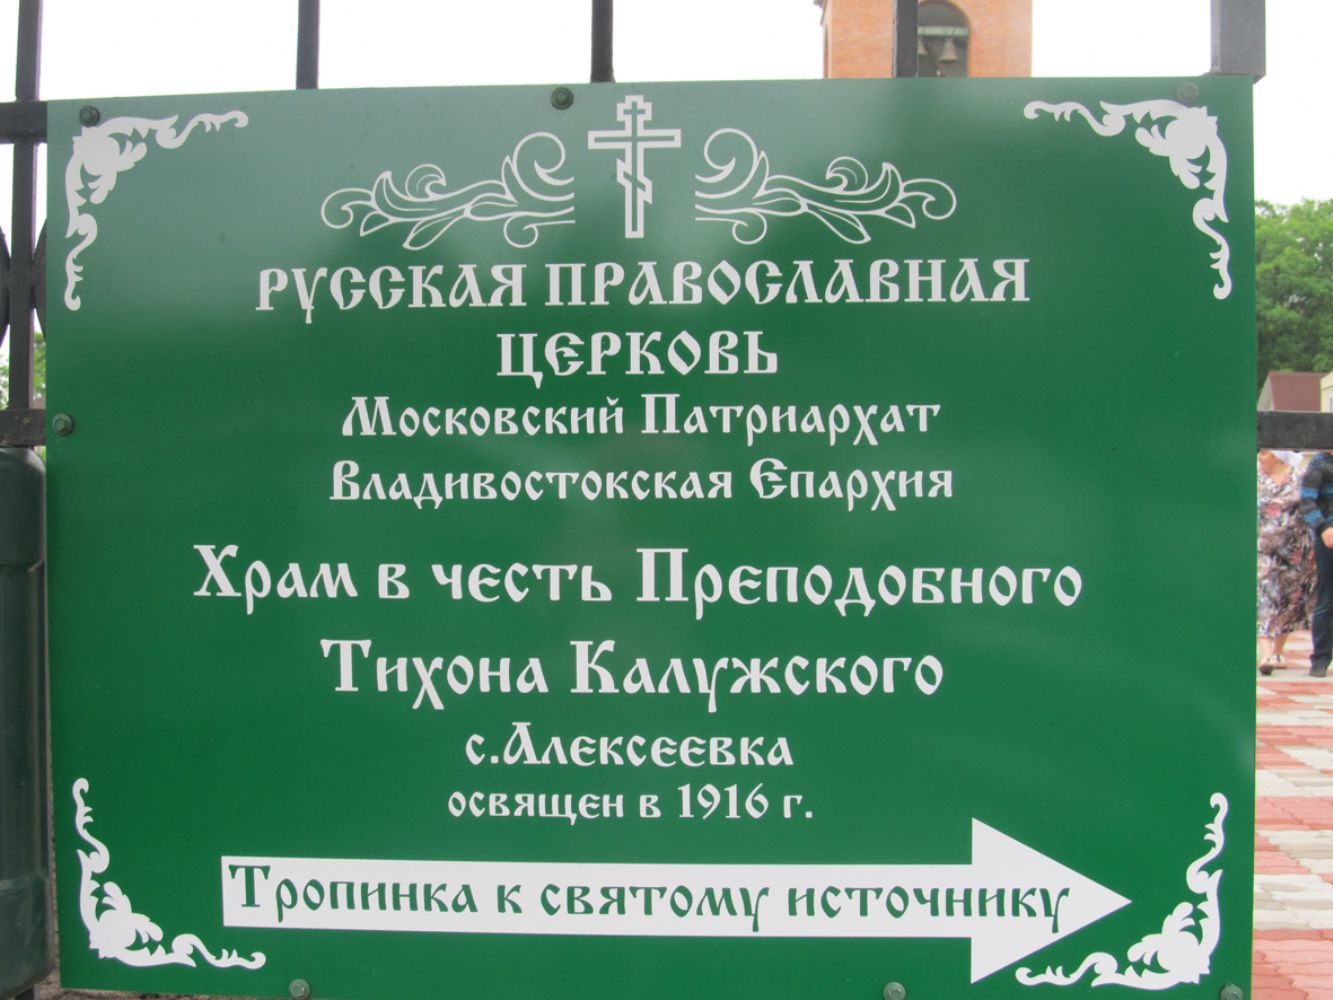 РУССКАЯ ПРАВОСЛАВНАЯ
ЦЕРКОВЬ
Московский Патриархат
Владивостокская Епархия
Храм в честь Преподобного
Тихона Калужского
с.Алексеевка
освящен в 1916 г.
Тропинка к святому источнику